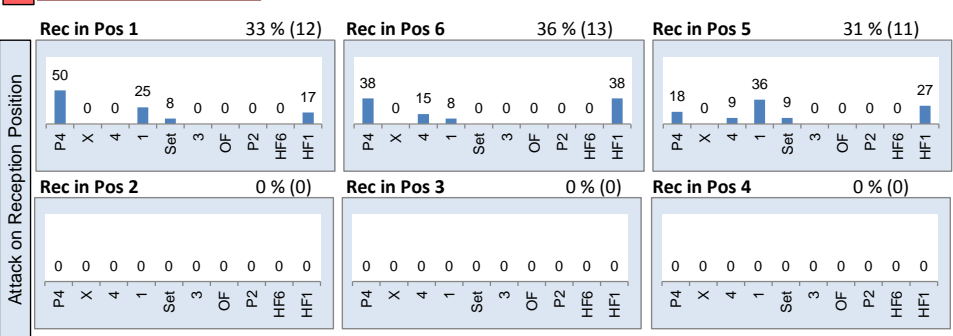 Rec in Pos 1 33 % (12)
50 0 0 25 8 0 0 0 0 17
P4 X 4 1 Set 3 OF P2 HF6 HF1
Rec in Pos 6 36 % (13)
38 0 15 8 0 0 0 0 0 38
P4 X 4 1 Set 3 OF P2 HF6 HF1
Rec in Pos 5 31 % (11)
18 0 9 36 9 0 0 0 0 27
P4 X 4 1 Set 3 OF P2 HF6 HF1
Attack on Reception Position
Rec in Pos 2 0 % (0)
0 0 0 0 0 0 0 0 0 0
P4 X 4 1 Set 3 OF P2 HF6 HF1
Rec in Pos 3 0 % (0)
0 0 0 0 0 0 0 0 0 0
P4 X 4 1 Set 3 OF P2 HF6 HF1
Rec in Pos 4 0 % (0)
0 0 0 0 0 0 0 0 0 0
P4 X 4 1 Set 3 OF P2 HF6 HF1